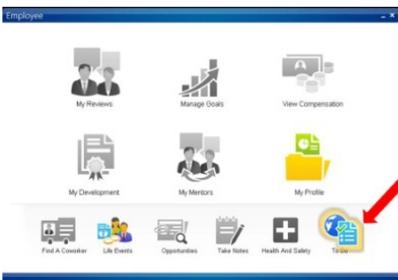 Employee
My Reviews
Manage Goals
View Compensation
My Development
My Mentors
My Profile
Find A Coworker
Life Events
Opportunities
Take Notes
Health And Safety
To Do